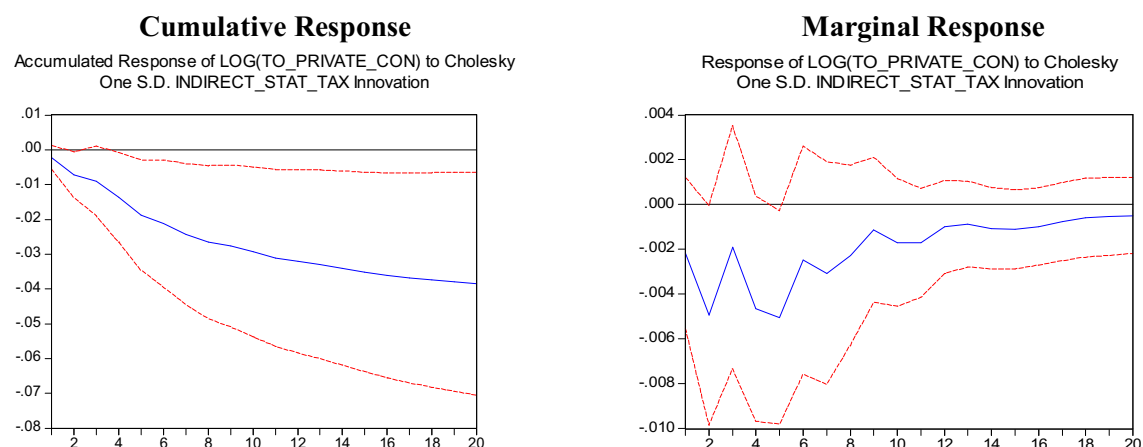 Cumulative Response
Accumulated Response of LOG(TO_PRIVATE_CON) to Cholesky
One S.D. INDIRECT_STAT_TAX Innovation
.01
.00
-.01
-.02
-.03
-.04
-.05
-.06
-.07
-.08
2 4 6 8 10 12 14 16 18 20
Marginal Response
Response of LOG(TO_PRIVATE_CON) to Cholesky
One S.D. INDIRECT_STAT_TAX Innovation
.004
.002
.000
-.002
-.004
-.006
-.008
-.010
2 4 6 8 10 12 14 16 18 20